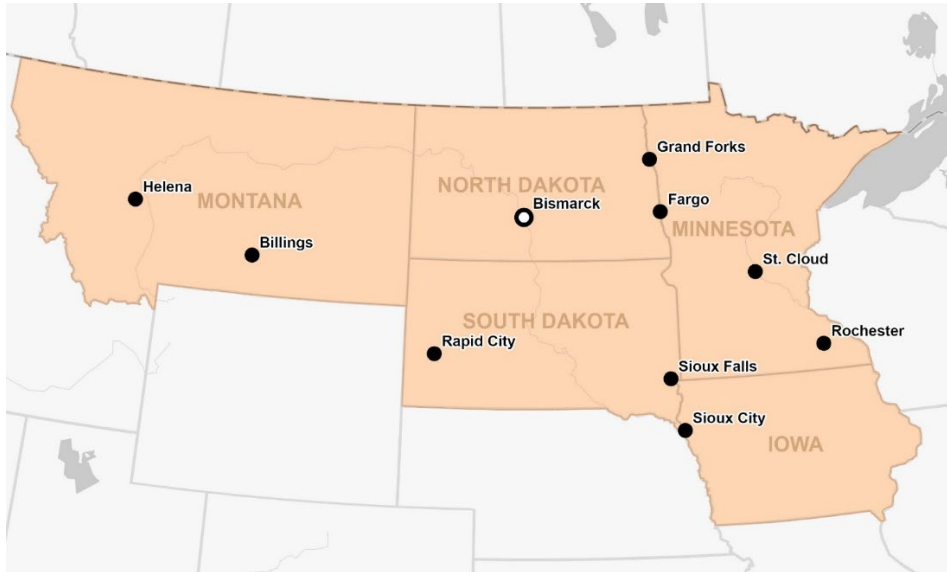 Grand Forks
Helena
NORTH DAKOTA
MONTANA
Bismarck
Fargo
MINNESOTA
Billings
St. Cloud
SOUTH DAKOTA
Rochester
Rapid City
Sioux Falls
Sioux City
IOWA